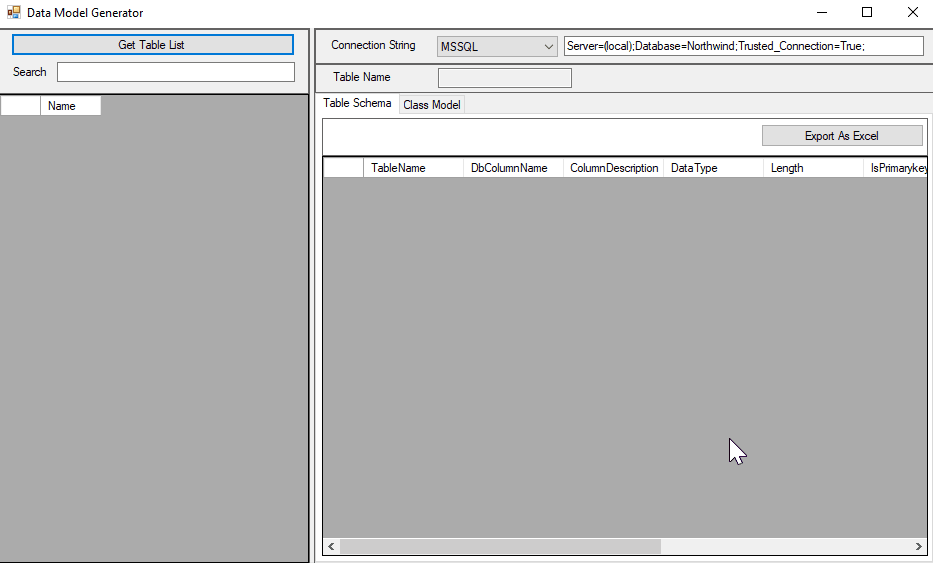 Data Model Generator
Get Table List
Search
Name
Connection String
MSSQL
Server=(local);Database=Northwind;Trusted_Connection=True;
Table Name
Table Schema
Class Model
Export As Excel
TableName
DbColumnName
ColumnDescription
DataType
Length
IsPrimarykey